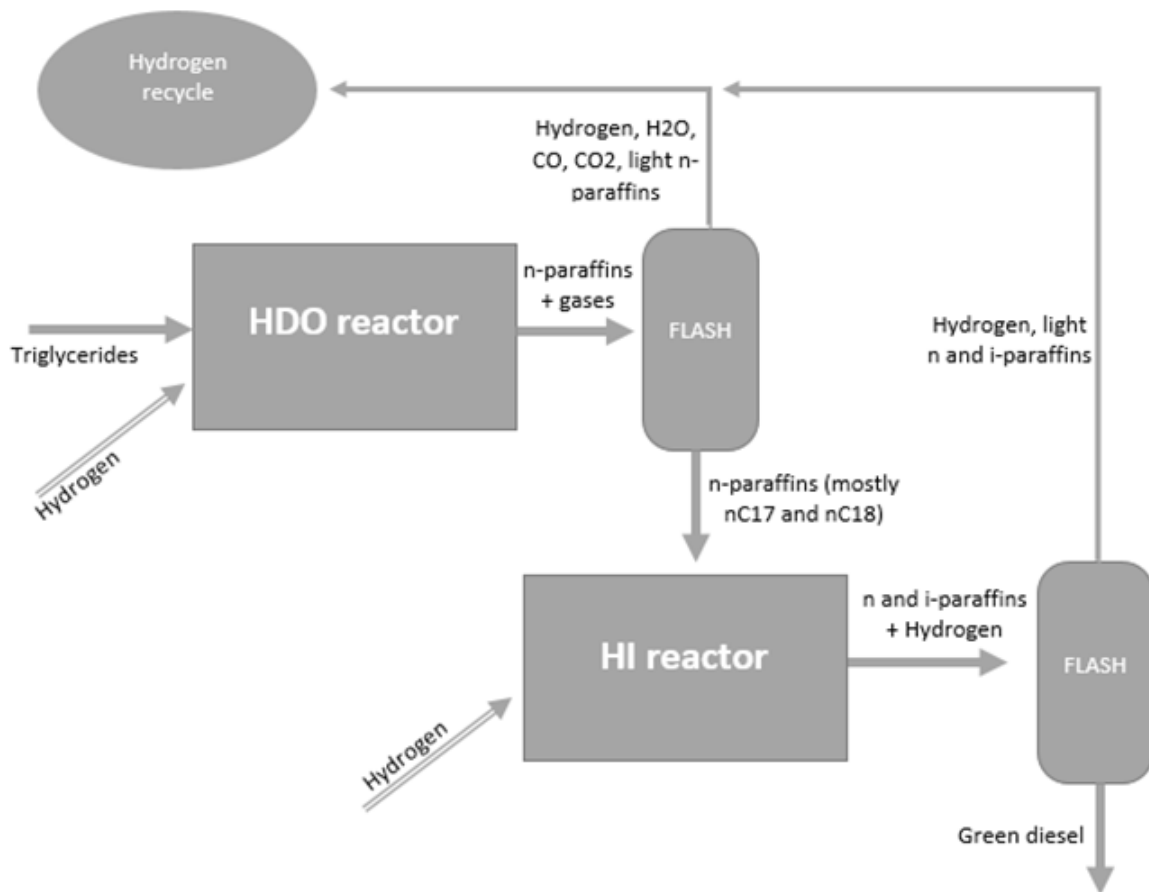 Hydrogen
recycle
Hydrogen, H2O,
CO, CO2, light n-
paraffins
HDO reactor
n-paraffins
+ gases
FLASH
Triglycerides
Hydrogen
Hydrogen, light
n and i-paraffins
n-paraffins (mostly
nC17 and nC18)
HI reactor
n and i-paraffins
+ Hydrogen
FLASH
Hydrogen
Green diesel